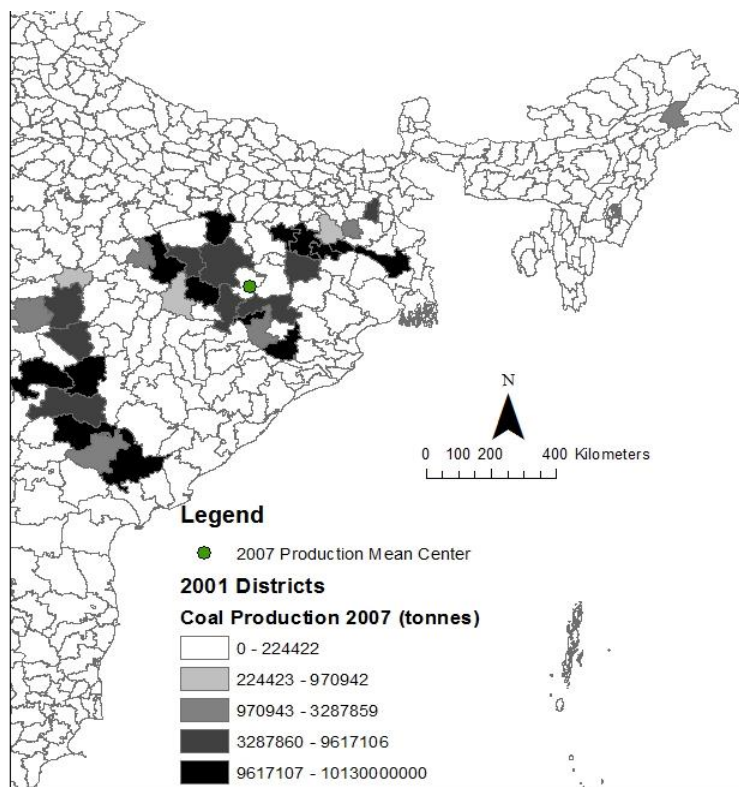 N
0 100 200 400 Kilometers
Legend
2007 Production Mean Center
2001 Districts
Coal Production 2007 (tonnes)
0 - 224422
224423 - 970942
970943 - 3287859
3287860 - 9617106
9617107 - 10130000000